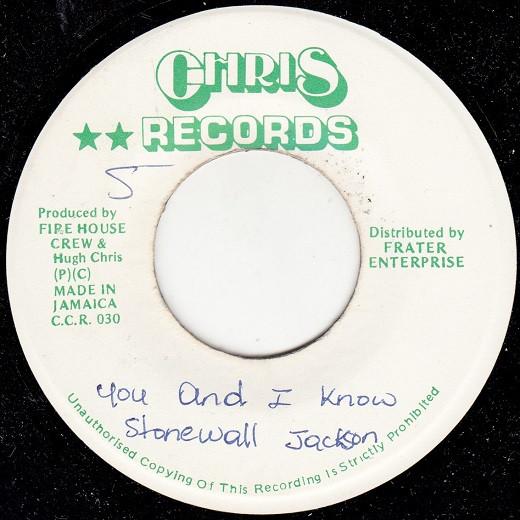 CHRIS
★★ RECORDS
5
Produced by
FIRE HOUSE
CREW &
Hugh Chris
(P)(C)
MADE IN
JAMAICA
C.C.R. 030
Distributed by
FRATER
ENTERPRISE
You and I Know
Stonewall Jackson
Unauthorised Copying Of This Recording Is Strictly Prohibited